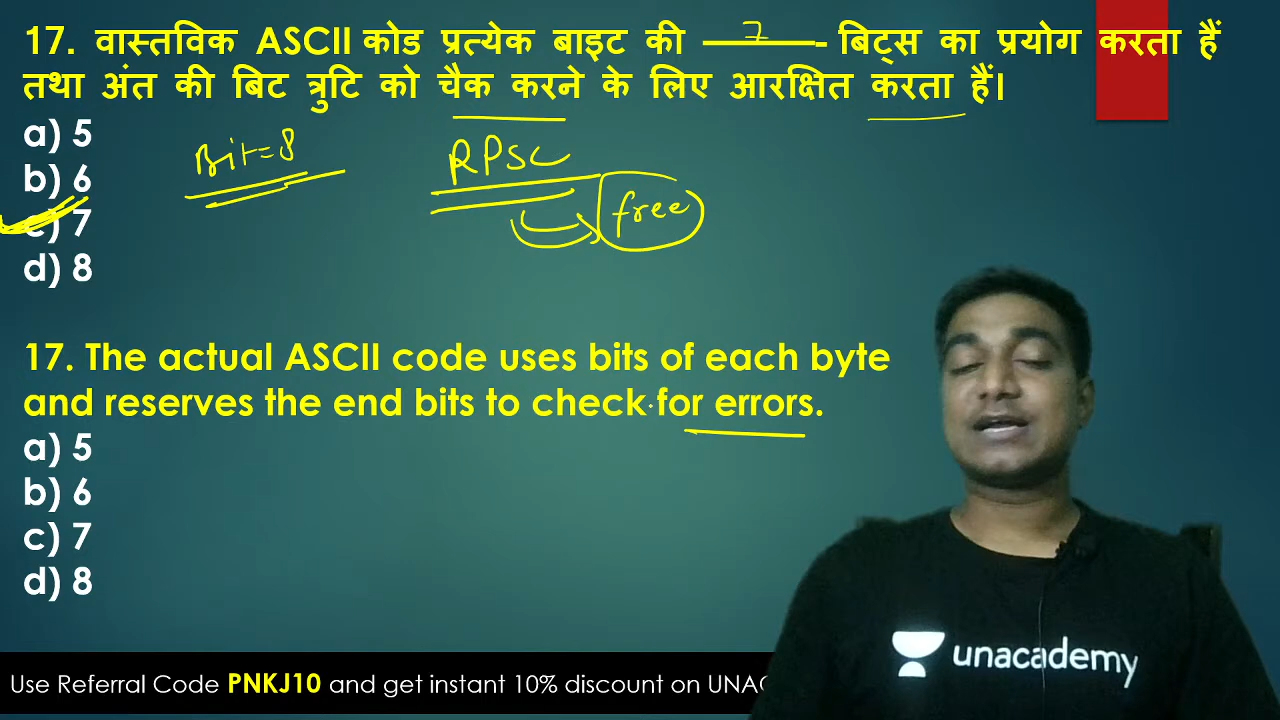 17. वास्तविक ASCII कोड प्रत्येक बाइट की 7 - बिट्स का प्रयोग करता हैं
तथा अंत की बिट त्रुटि को चैक करने के लिए आरक्षित करता हैं।
a) 5
Bit=8
RPSC
b) 6
free
c) 7
d) 8
17. The actual ASCII code uses bits of each byte
and reserves the end bits to check for errors.
a) 5
b) 6
c) 7
d) 8
unacademy
Use Referral Code PNKJ10 and get instant 10% discount on UNAC